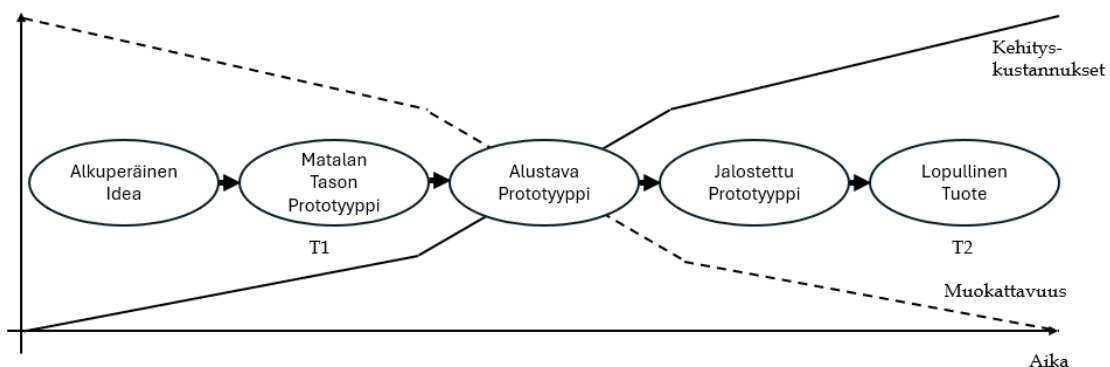 Kehitys-
kustannukset
Alkuperäinen
Idea
Matalan
Tason
Prototyyppi
Alustava
Prototyyppi
Jalostettu
Prototyyppi
Lopullinen
Tuote
T1
T2
Muokattavuus
Aika